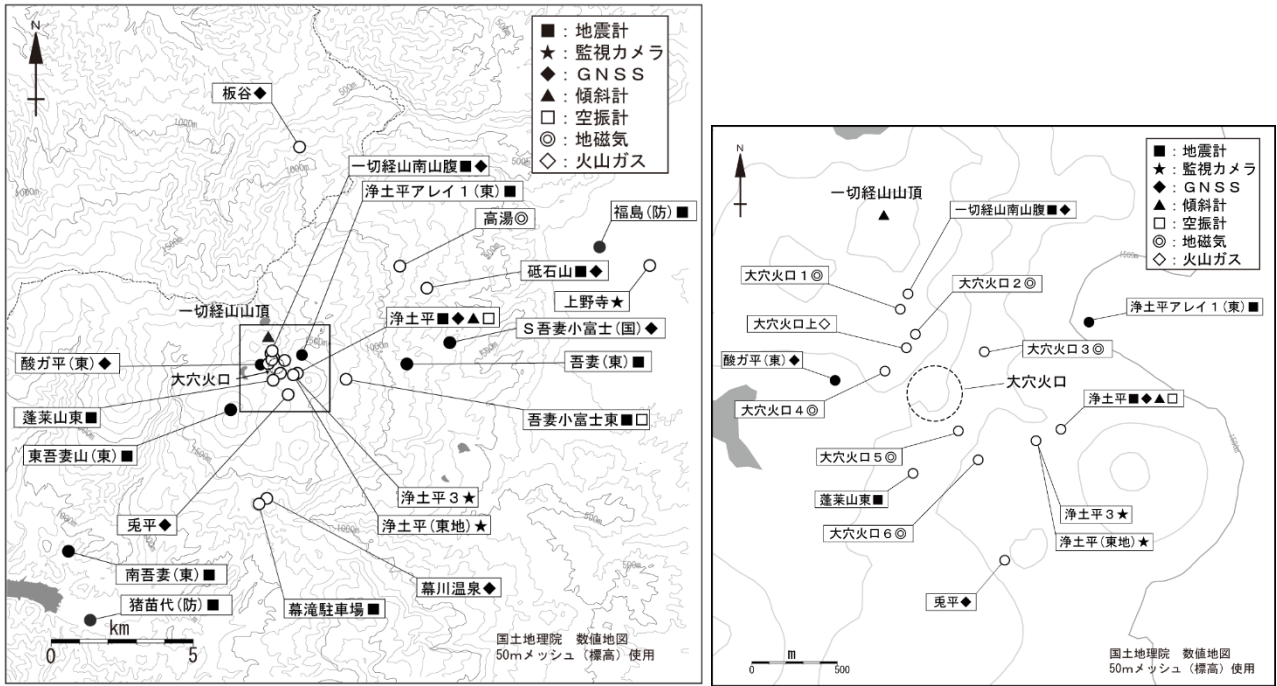 N
■：地震計
★：監視カメラ
◆：ＧＮＳＳ
▲：傾斜計
□：空振計
◎：地磁気
◇：火山ガス
板谷◆
一切経山南山腹■◆
浄土平アレイ１(東)■
高湯◎
福島(防)■
砥石山■◆
上野寺★
一切経山山頂
浄土平■◆▲□
Ｓ吾妻小富士(国)◆
酸ガ平(東)◆
吾妻(東)■
大穴火口
蓬莱山東■
吾妻小富士東■□
東吾妻山(東)■
浄土平３★
兎平◆
浄土平(東地)★
南吾妻(東)■
幕川温泉◆
猪苗代(防)■
幕滝駐車場■
km
0 5
国土地理院　数値地図
50mメッシュ（標高）使用
500m
1000m
1500m
N
■：地震計
★：監視カメラ
◆：ＧＮＳＳ
▲：傾斜計
□：空振計
◎：地磁気
◇：火山ガス
一切経山山頂
一切経山南山腹■◆
大穴火口１◎
大穴火口２◎
1500m
浄土平アレイ１(東)■
大穴火口上◇
大穴火口３◎
酸ガ平(東)◆
大穴火口
大穴火口４◎
浄土平■◆▲□
1500m
大穴火口５◎
蓬莱山東■
浄土平３★
大穴火口６◎
浄土平(東地)★
兎平◆
m
0 500
国土地理院　数値地図
50mメッシュ（標高）使用